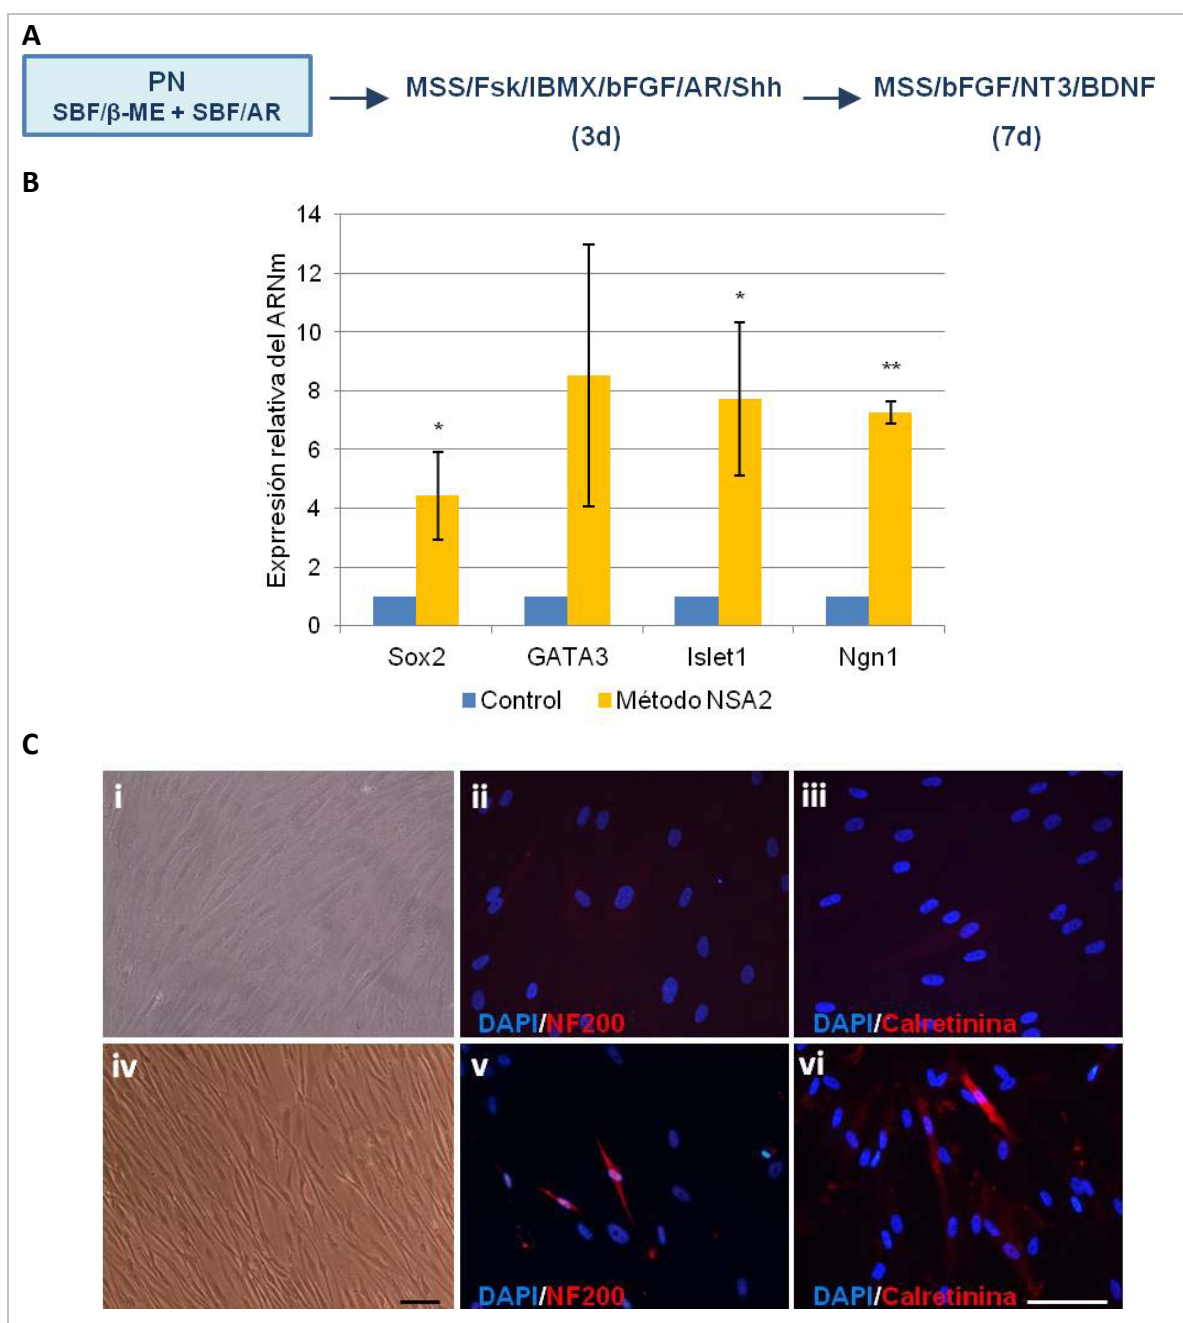 A
PN
SBF/β-ME + SBF/AR
MSS/Fsk/IBMX/bFGF/AR/Shh
(3d)
MSS/bFGF/NT3/BDNF
(7d)
B
Exprresión relativa del ARNm
14
12
10
8
6
4
2
0
*
*
**
Sox2 GATA3 Islet1 Ngn1
Control Método NSA2
C
i
ii
DAPI/NF200
iii
DAPI/Calretinina
iv
v
DAPI/NF200
vi
DAPI/Calretinina